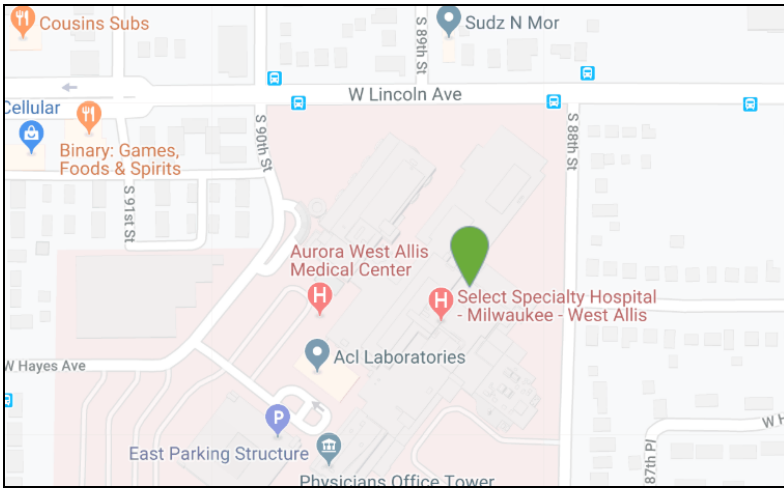 Cousins Subs
Sudz N Mor
S 89th St
W Lincoln Ave
Cellular
Binary: Games,
Foods & Spirits
S 90th St
S 88th St
S 91st St
Aurora West Allis
Medical Center
H
H
Select Specialty Hospital
- Milwaukee - West Allis
Acl Laboratories
W Hayes Ave
P
East Parking Structure
Physicians Office Tower
87th Pl
W H